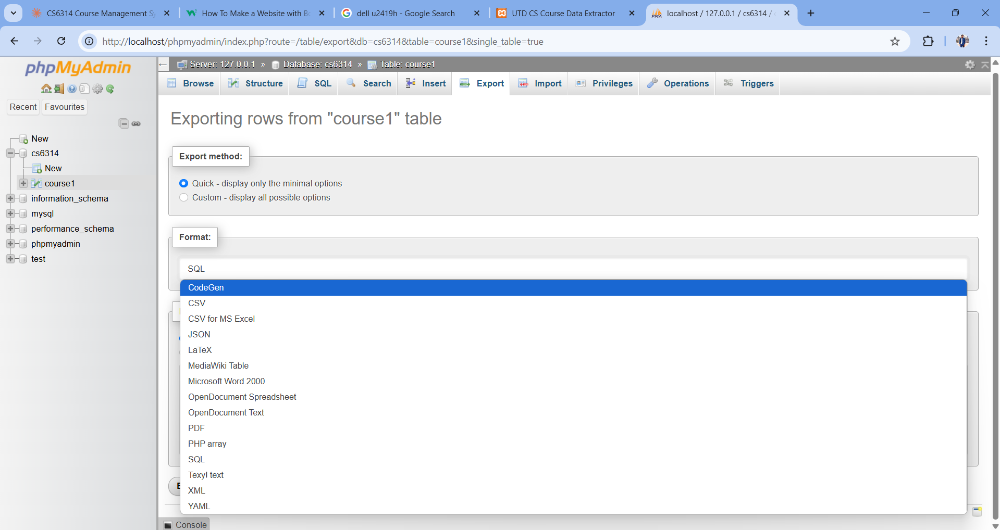 CS6314 Course Management Sy
How To Make a Website with Bo
dell u2419h - Google Search
UTD CS Course Data Extractor
localhost / 127.0.0.1 / cs6314 /
http://localhost/phpmyadmin/index.php?route=/table/export&db=cs6314&table=course1&single_table=true
phpMyAdmin
Recent
Favourites
New
cs6314
New
course1
information_schema
mysql
performance_schema
phpmyadmin
test
Server: 127.0.0.1 » Database: cs6314 » Table: course1
Browse
Structure
SQL
Search
Insert
Export
Import
Privileges
Operations
Triggers
Exporting rows from "course1" table
Export method:
Quick - display only the minimal options
Custom - display all possible options
Format:
SQL
CodeGen
CSV
CSV for MS Excel
JSON
LaTeX
MediaWiki Table
Microsoft Word 2000
OpenDocument Spreadsheet
OpenDocument Text
PDF
PHP array
SQL
Texy! text
XML
YAML
Console